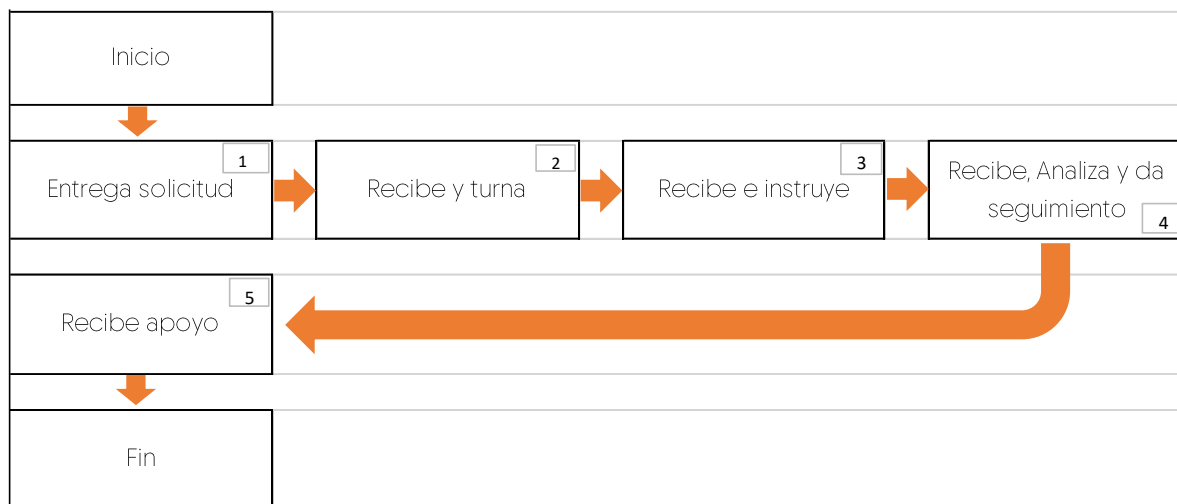 Inicio
1
Entrega solicitud
2
Recibe y turna
3
Recibe e instruye
Recibe, Analiza y da
seguimiento
4
5
Recibe apoyo
Fin